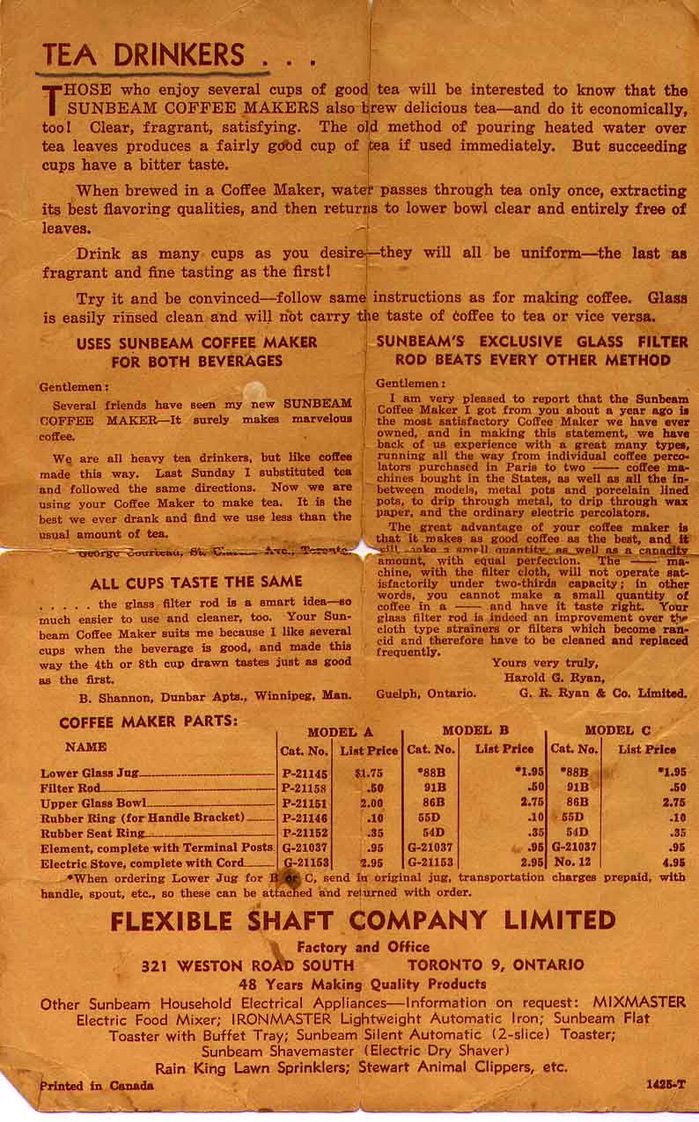 TEA DRINKERS . . .
THOSE who enjoy several cups of good tea will be interested to know that the
SUNBEAM COFFEE MAKERS also brew delicious tea—and do it economically,
too! Clear, fragrant, satisfying. The old method of pouring heated water over
tea leaves produces a fairly good cup of tea if used immediately. But succeeding
cups have a bitter taste.
When brewed in a Coffee Maker, water passes through tea only once, extracting
its best flavoring qualities, and then returns to lower bowl clear and entirely free of
leaves.
Drink as many cups as you desire—they will all be uniform—the last as
fragrant and fine tasting as the first!
Try it and be convinced—follow same instructions as for making coffee. Glass
is easily rinsed clean and will not carry the taste of coffee to tea or vice versa.
USES SUNBEAM COFFEE MAKER
FOR BOTH BEVERAGES
Gentlemen:
Several friends have seen my new SUNBEAM
COFFEE MAKER—It surely makes marvelous
coffee.
We are all heavy tea drinkers, but like coffee
made this way. Last Sunday I substituted tea
and followed the same directions. Now we are
using your Coffee Maker to make tea. It is the
best we ever drank and find we use less than the
usual amount of tea.
George Courteau, St. Ave., Toronto.
ALL CUPS TASTE THE SAME
. . . . . the glass filter rod is a smart idea—so
much easier to use and cleaner, too. Your Sun-
beam Coffee Maker suits me because I like several
cups when the beverage is good, and made this
way the 4th or 8th cup drawn tastes just as good
as the first.
B. Shannon, Dunbar Apts., Winnipeg, Man.
SUNBEAM'S EXCLUSIVE GLASS FILTER
ROD BEATS EVERY OTHER METHOD
Gentlemen:
I am very pleased to report that the Sunbeam
Coffee Maker I got from you about a year ago is
the most satisfactory Coffee Maker we have ever
owned, and in making this statement, we have
back of us experience with a great many types,
running all the way from individual coffee perco-
lators purchased in Paris to two —— coffee ma-
chines bought in the States, as well as all the in-
between models, metal pots and porcelain lined
pots, to drip through metal, to drip through wax
paper, and the ordinary electric percolators.
The great advantage of your coffee maker is
that it makes as good coffee as the best, and it
will make a small quantity, as well as a capacity
amount, with equal perfection. The —— ma-
chine, with the filter cloth, will not operate sat-
isfactorily under two-thirds capacity; in other
words, you cannot make a small quantity of
coffee in a —— and have it taste right. Your
glass filter rod is indeed an improvement over the
cloth type strainers or filters which become ran-
cid and therefore have to be cleaned and replaced
frequently.
Yours very truly,
Harold G. Ryan,
Guelph, Ontario. G. R. Ryan & Co. Limited.
COFFEE MAKER PARTS:
MODEL A MODEL B MODEL C
NAME Cat. No. List Price Cat. No. List Price Cat. No. List Price
Lower Glass Jug P-21145 $1.75 *88B *1.95 *88B *1.95
Filter Rod P-21158 .50 91B .50 91B .50
Upper Glass Bowl P-21151 2.00 86B 2.75 86B 2.75
Rubber Ring (for Handle Bracket) P-21146 .10 55D .10 55D .10
Rubber Seat Ring P-21152 .35 54D .35 54D .35
Element, complete with Terminal Posts G-21037 .95 G-21037 .95 G-21037 .95
Electric Stove, complete with Cord G-21153 2.95 G-21153 2.95 No. 12 4.95
*When ordering Lower Jug for B or C, send in original jug, transportation charges prepaid, with
handle, spout, etc., so these can be attached and returned with order.
FLEXIBLE SHAFT COMPANY LIMITED
Factory and Office
321 WESTON ROAD SOUTH TORONTO 9, ONTARIO
48 Years Making Quality Products
Other Sunbeam Household Electrical Appliances—Information on request: MIXMASTER
Electric Food Mixer; IRONMASTER Lightweight Automatic Iron; Sunbeam Flat
Toaster with Buffet Tray; Sunbeam Silent Automatic (2-slice) Toaster;
Sunbeam Shavemaster (Electric Dry Shaver)
Rain King Lawn Sprinklers; Stewart Animal Clippers, etc.
Printed in Canada 1425-T